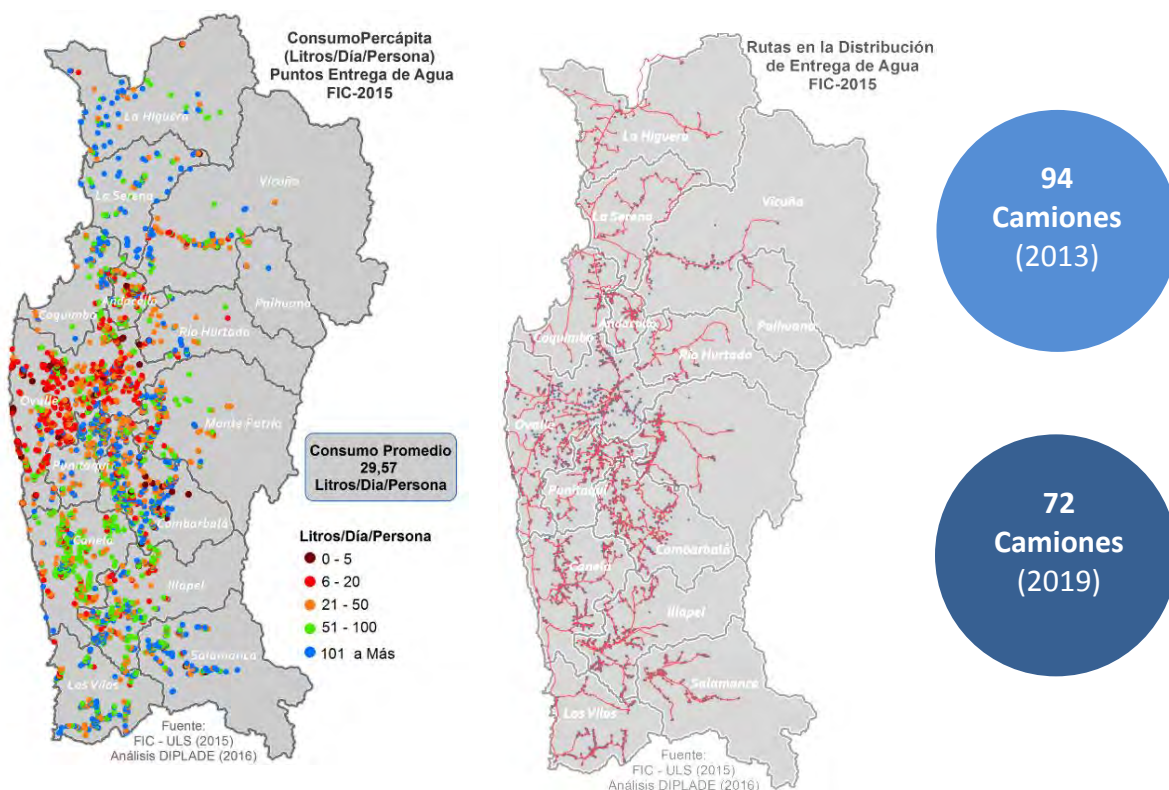 ConsumoPercápita
(Litros/Día/Persona)
Puntos Entrega de Agua
FIC-2015
La Higuera
La Serena
Vicuña
Andacollo
Coquimbo
Paihuano
Río Hurtado
Ovalle
Monte Patria
Punitaqui
Combarbalá
Canela
Illapel
Salamanca
Los Vilos
Consumo Promedio
29,57
Litros/Dia/Persona
Litros/Día/Persona
0 - 5
6 - 20
21 - 50
51 - 100
101 a Más
Fuente:
FIC - ULS (2015)
Análisis DIPLADE (2016)
Rutas en la Distribución
de Entrega de Agua
FIC-2015
La Higuera
La Serena
Vicuña
Andacollo
Coquimbo
Paihuano
Río Hurtado
Ovalle
Monte Patria
Punitaqui
Combarbalá
Canela
Illapel
Salamanca
Los Vilos
Fuente:
FIC - ULS (2015)
Análisis DIPLADE (2016)
94
Camiones
(2013)
72
Camiones
(2019)